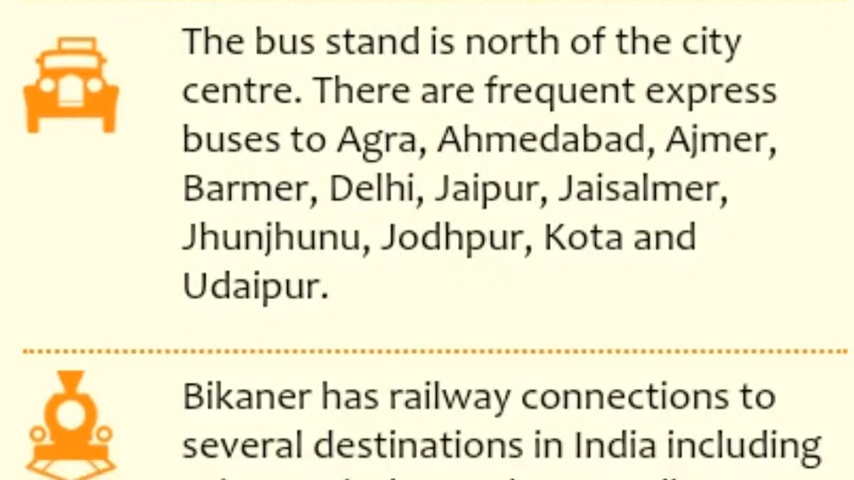 The bus stand is north of the city
centre. There are frequent express
buses to Agra, Ahmedabad, Ajmer,
Barmer, Delhi, Jaipur, Jaisalmer,
Jhunjhunu, Jodhpur, Kota and
Udaipur.
Bikaner has railway connections to
several destinations in India including